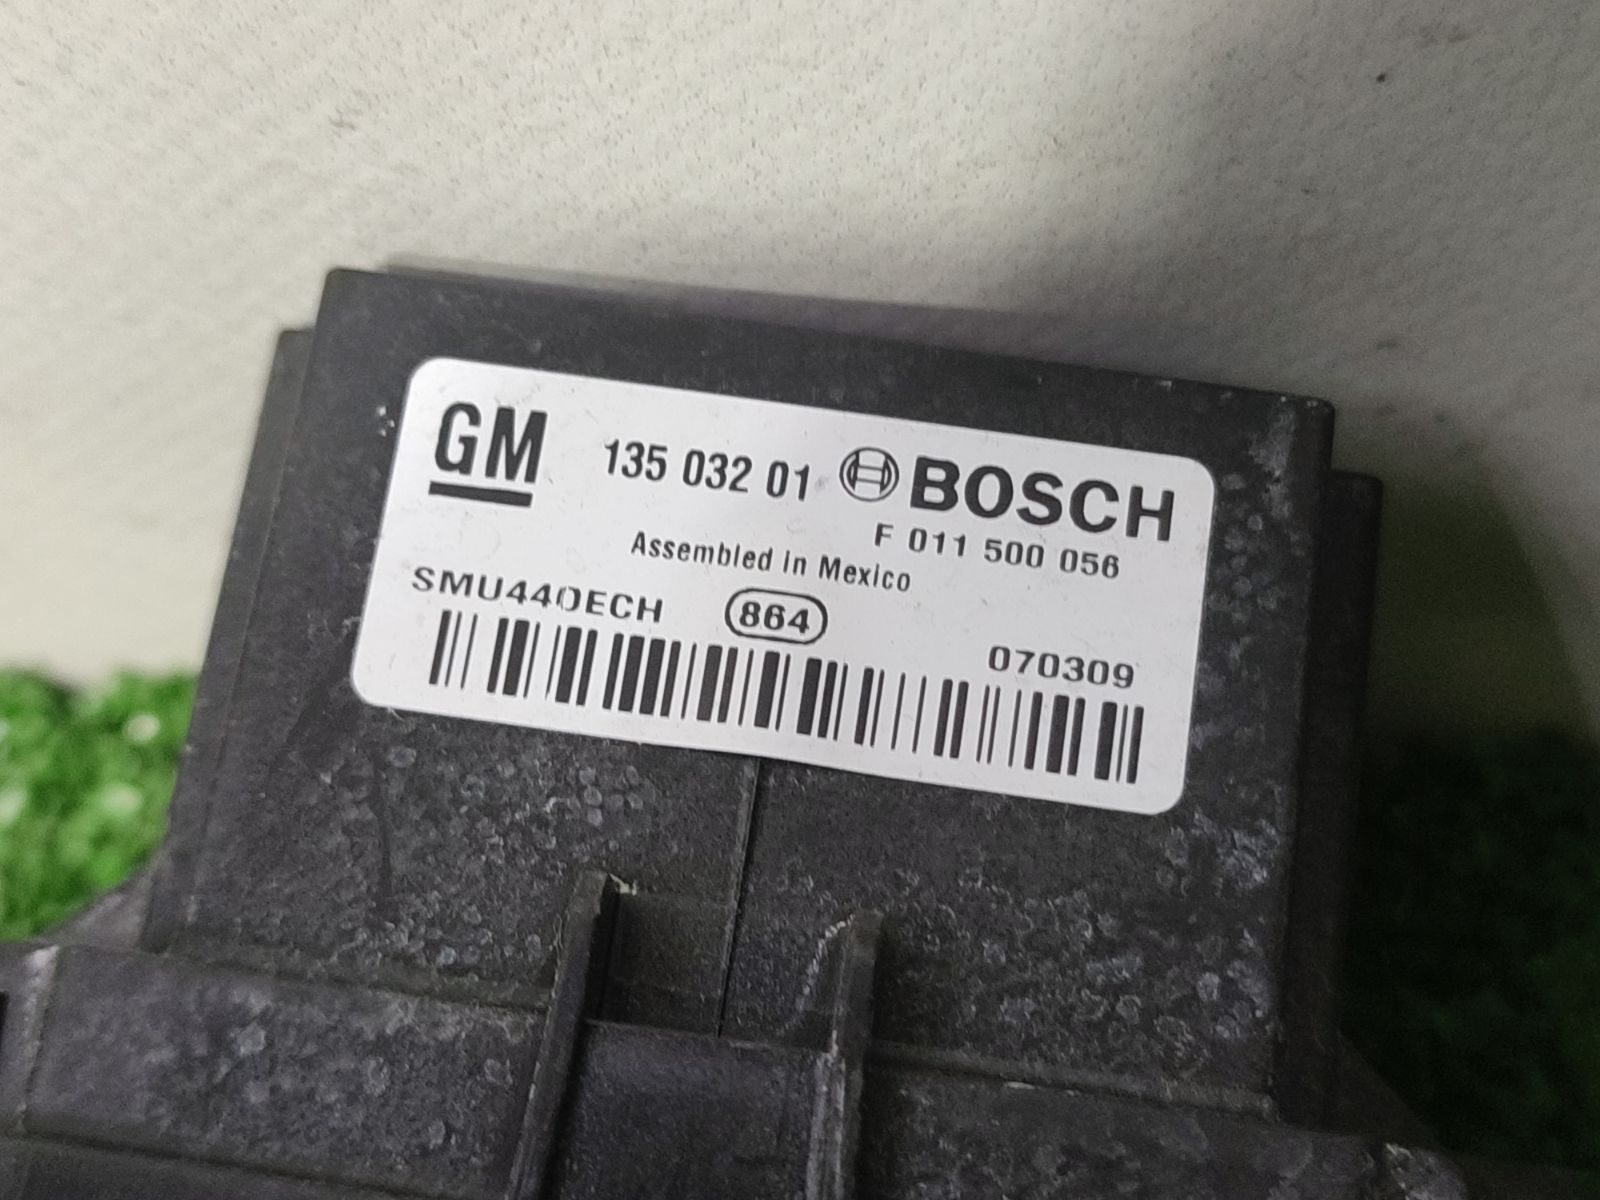 GM 135 032 01 BOSCH
F 011 500 056
Assembled in Mexico
SMU440ECH 864 070309